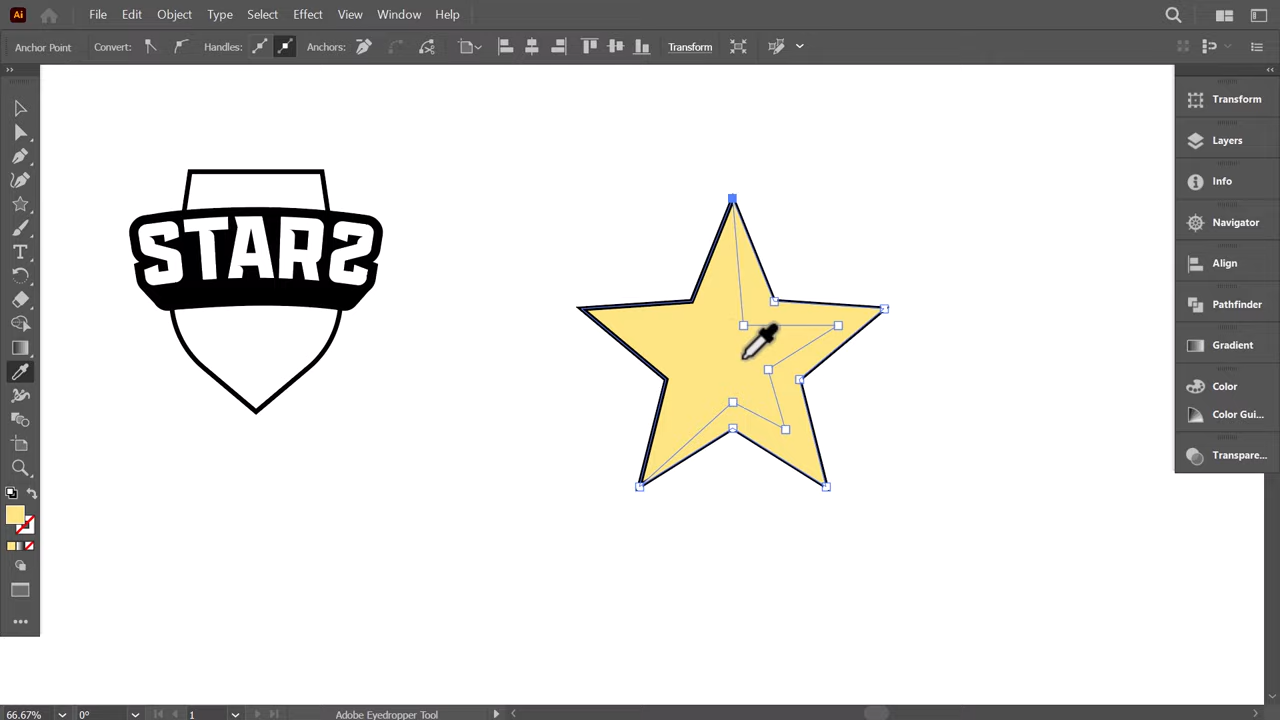 Ai File Edit Object Type Select Effect View Window Help
Anchor Point Convert: Handles: Anchors: Transform
Transform
Layers
Info
Navigator
Align
Pathfinder
Gradient
Color
Color Gui...
Transpare...
STARS
66.67% 0° 1 Adobe Eyedropper Tool